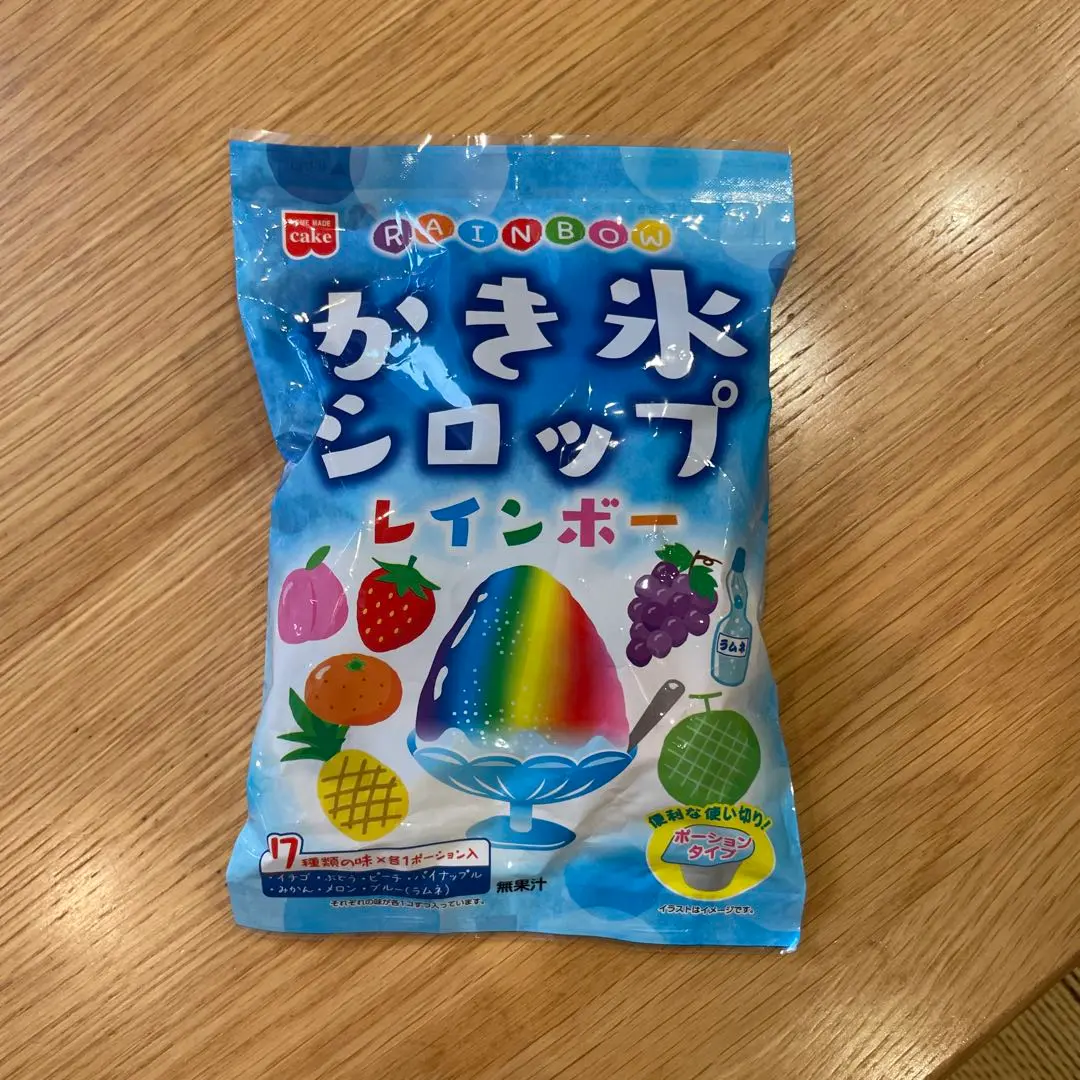 HOME MADE
cake
RAINBOW
かき氷
シロップ
レインボー
ラムネ
便利な使い切り!
ポーション
タイプ
7種類の味×各1ポーション入
・イチゴ・ぶどう・ピーチ・パイナップル
・みかん・メロン・ブルー(ラムネ)
それぞれの味が各1コずつ入っています。
無果汁
イラストはイメージです。